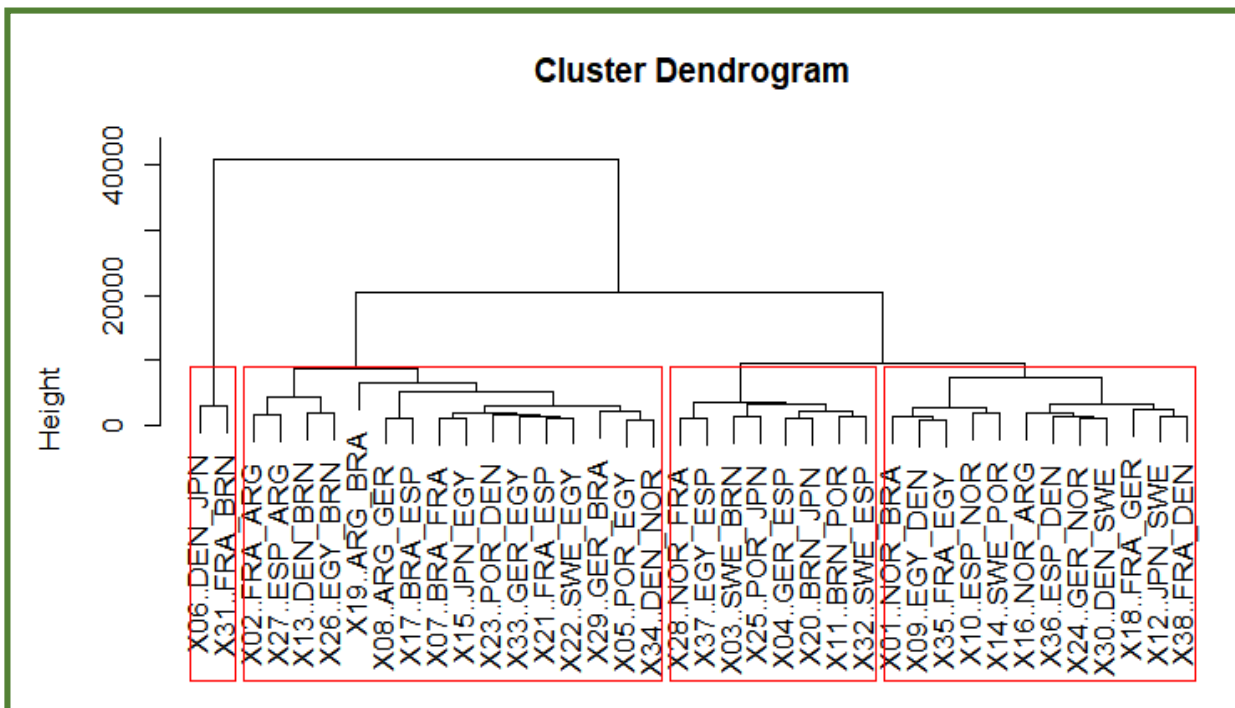 Cluster Dendrogram
Height
0
20000
40000
X06..DEN_JPN
X31..FRA_BRN
X02..FRA_ARG
X27..ESP_ARG
X13..DEN_BRN
X26..EGY_BRN
X19..ARG_BRA
X08..ARG_GER
X17..BRA_ESP
X07..BRA_FRA
X15..JPN_EGY
X23..POR_DEN
X33..GER_EGY
X21..FRA_ESP
X22..SWE_EGY
X29..GER_BRA
X05..POR_EGY
X34..DEN_NOR
X28..NOR_FRA
X37..EGY_ESP
X03..SWE_BRN
X25..POR_JPN
X04..GER_ESP
X20..BRN_JPN
X11..BRN_POR
X32..SWE_ESP
X01..NOR_BRA
X09..EGY_DEN
X35..FRA_EGY
X10..ESP_NOR
X14..SWE_POR
X16..NOR_ARG
X36..ESP_DEN
X24..GER_NOR
X30..DEN_SWE
X18..FRA_GER
X12..JPN_SWE
X38..FRA_DEN